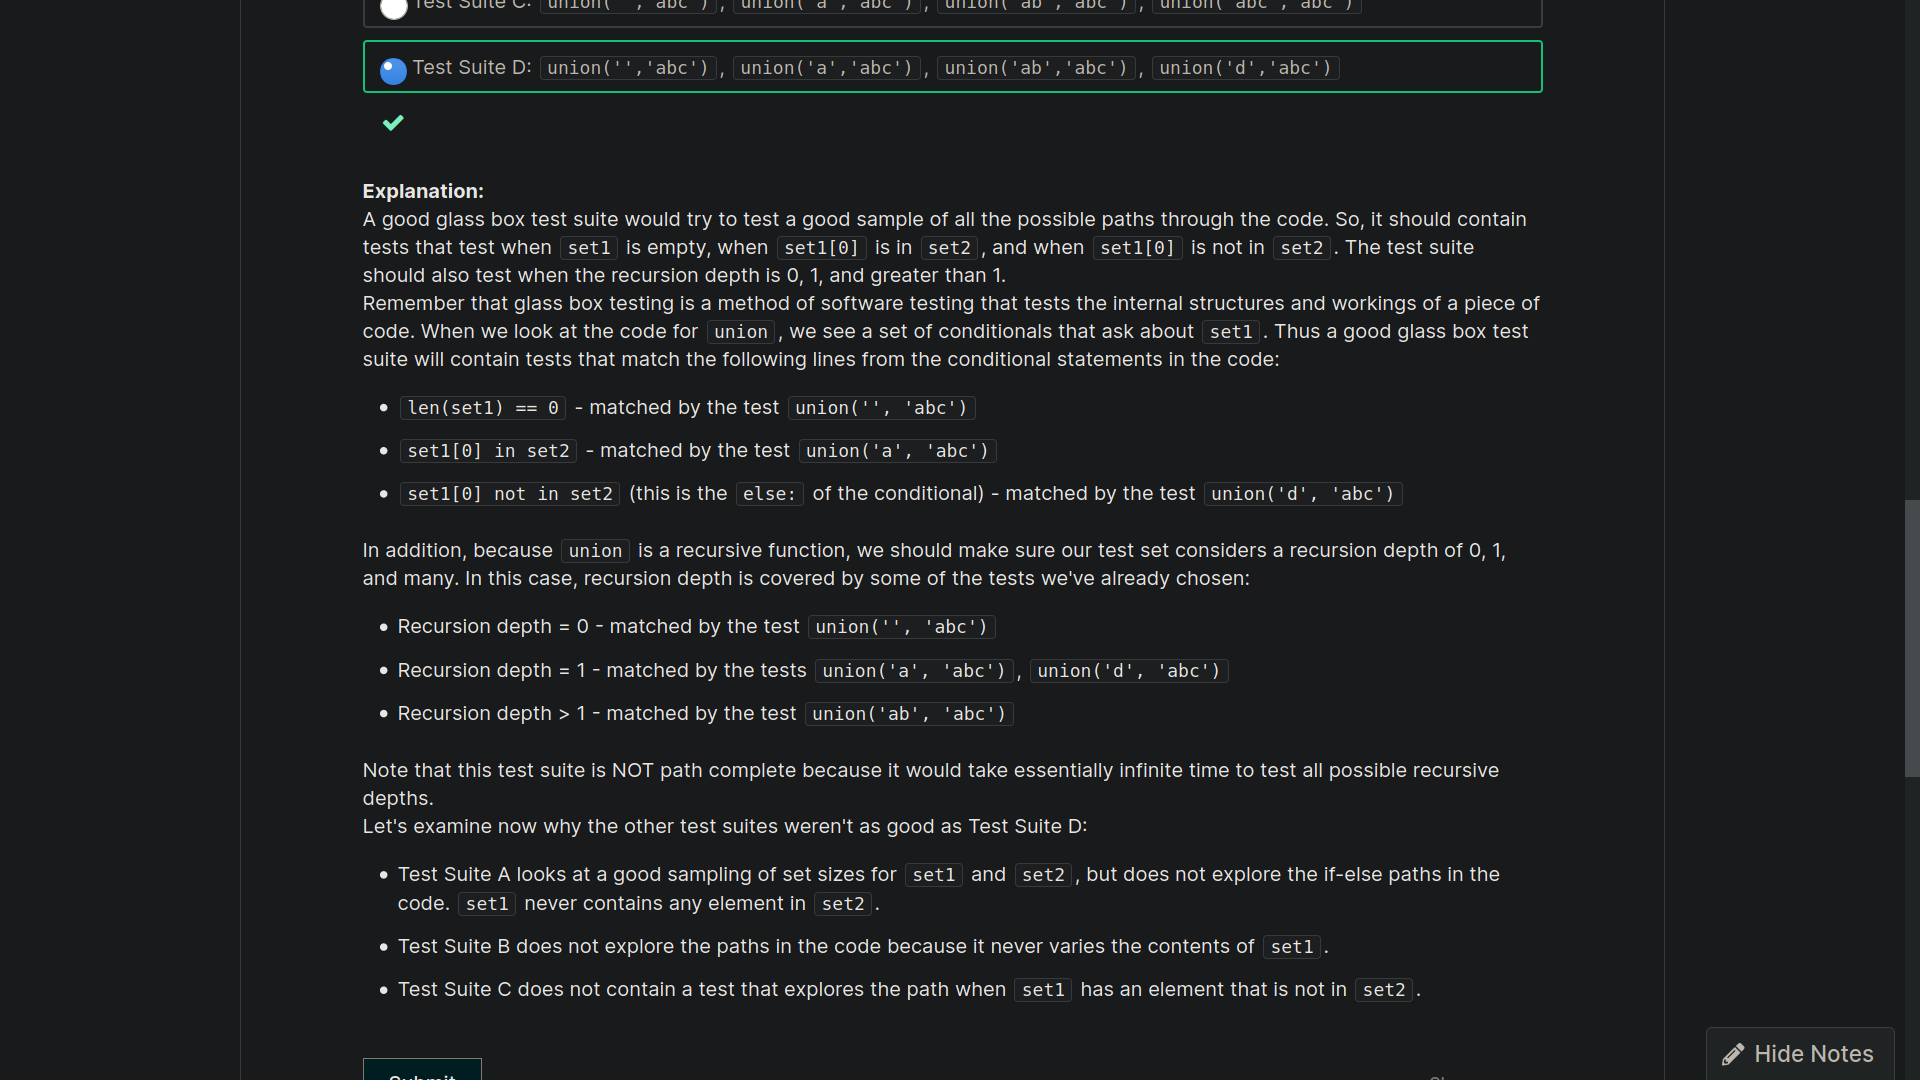 Test Suite C: union('','abc'), union('a','abc'), union('ab','abc'), union('abc','abc')
Test Suite D: union('','abc'), union('a','abc'), union('ab','abc'), union('d','abc')
Explanation:
A good glass box test suite would try to test a good sample of all the possible paths through the code. So, it should contain
tests that test when set1 is empty, when set1[0] is in set2, and when set1[0] is not in set2. The test suite
should also test when the recursion depth is 0, 1, and greater than 1.
Remember that glass box testing is a method of software testing that tests the internal structures and workings of a piece of
code. When we look at the code for union, we see a set of conditionals that ask about set1. Thus a good glass box test
suite will contain tests that match the following lines from the conditional statements in the code:
• len(set1) == 0 - matched by the test union('', 'abc')
• set1[0] in set2 - matched by the test union('a', 'abc')
• set1[0] not in set2 (this is the else: of the conditional) - matched by the test union('d', 'abc')
In addition, because union is a recursive function, we should make sure our test set considers a recursion depth of 0, 1,
and many. In this case, recursion depth is covered by some of the tests we've already chosen:
• Recursion depth = 0 - matched by the test union('', 'abc')
• Recursion depth = 1 - matched by the tests union('a', 'abc'), union('d', 'abc')
• Recursion depth > 1 - matched by the test union('ab', 'abc')
Note that this test suite is NOT path complete because it would take essentially infinite time to test all possible recursive
depths.
Let's examine now why the other test suites weren't as good as Test Suite D:
• Test Suite A looks at a good sampling of set sizes for set1 and set2, but does not explore the if-else paths in the
code. set1 never contains any element in set2.
• Test Suite B does not explore the paths in the code because it never varies the contents of set1.
• Test Suite C does not contain a test that explores the path when set1 has an element that is not in set2.
Submit
Hide Notes